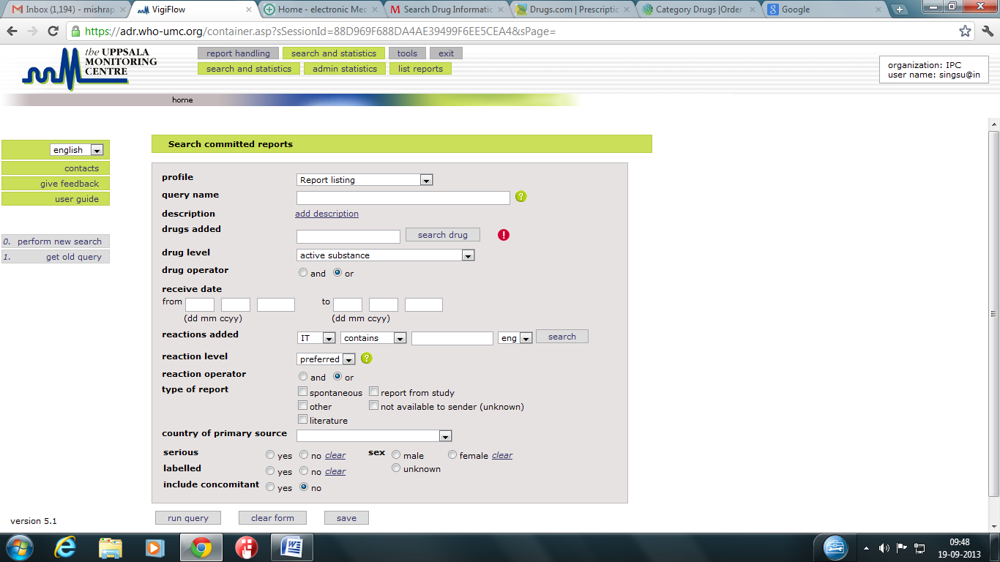 Inbox (1,194) - mishrap
VigiFlow
Home - electronic Med
Search Drug Informatic
Drugs.com | Prescriptic
Category Drugs |Order
Google
https://adr.who-umc.org/container.asp?sSessionId=88D969F688DA4AE39499F6EE5CEA4&sPage=
the UPPSALA
MONITORING
CENTRE
report handling search and statistics tools exit
search and statistics admin statistics list reports
organization: IPC
user name: singsu@in
home
english
contacts
give feedback
user guide
0. perform new search
1. get old query
Search committed reports
profile Report listing
query name ?
description add description
drugs added search drug !
drug level active substance
drug operator and or
receive date
from to
(dd mm ccyy) (dd mm ccyy)
reactions added IT contains eng search
reaction level preferred ?
reaction operator and or
type of report spontaneous report from study
other not available to sender (unknown)
literature
country of primary source
serious yes no clear sex male female clear
labelled yes no clear unknown
include concomitant yes no
run query clear form save
version 5.1
09:48
19-09-2013